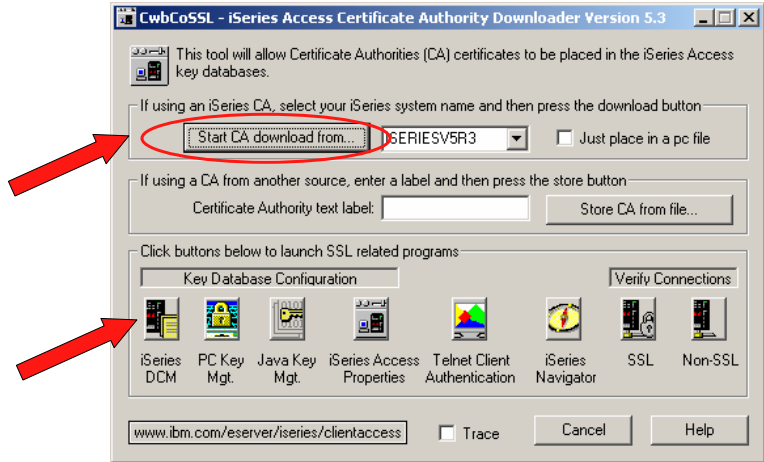 CwbCoSSL - iSeries Access Certificate Authority Downloader Version 5.3
This tool will allow Certificate Authorities (CA) certificates to be placed in the iSeries Access
key databases.
If using an iSeries CA, select your iSeries system name and then press the download button
Start CA download from...
ISERIESV5R3
Just place in a pc file
If using a CA from another source, enter a label and then press the store button
Certificate Authority text label:
Store CA from file...
Click buttons below to launch SSL related programs
Key Database Configuration
Verify Connections
iSeries DCM
PC Key Mgt.
Java Key Mgt.
iSeries Access Properties
Telnet Client Authentication
iSeries Navigator
SSL
Non-SSL
www.ibm.com/eserver/iseries/clientaccess
Trace
Cancel
Help